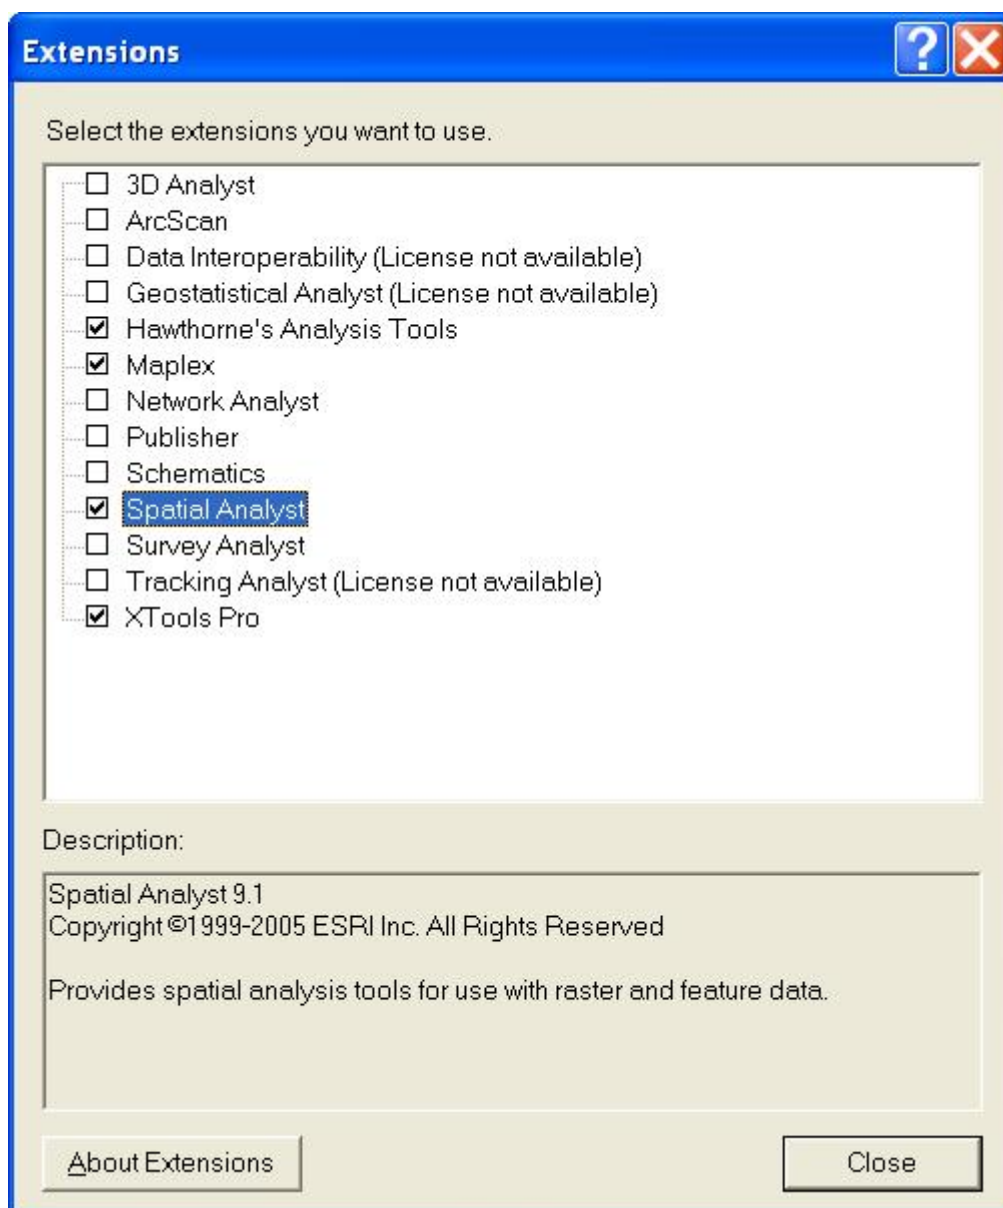 Extensions
Select the extensions you want to use.
3D Analyst
ArcScan
Data Interoperability (License not available)
Geostatistical Analyst (License not available)
Hawthorne's Analysis Tools
Maplex
Network Analyst
Publisher
Schematics
Spatial Analyst
Survey Analyst
Tracking Analyst (License not available)
XTools Pro
Description:
Spatial Analyst 9.1
Copyright ©1999-2005 ESRI Inc. All Rights Reserved
Provides spatial analysis tools for use with raster and feature data.
About Extensions
Close